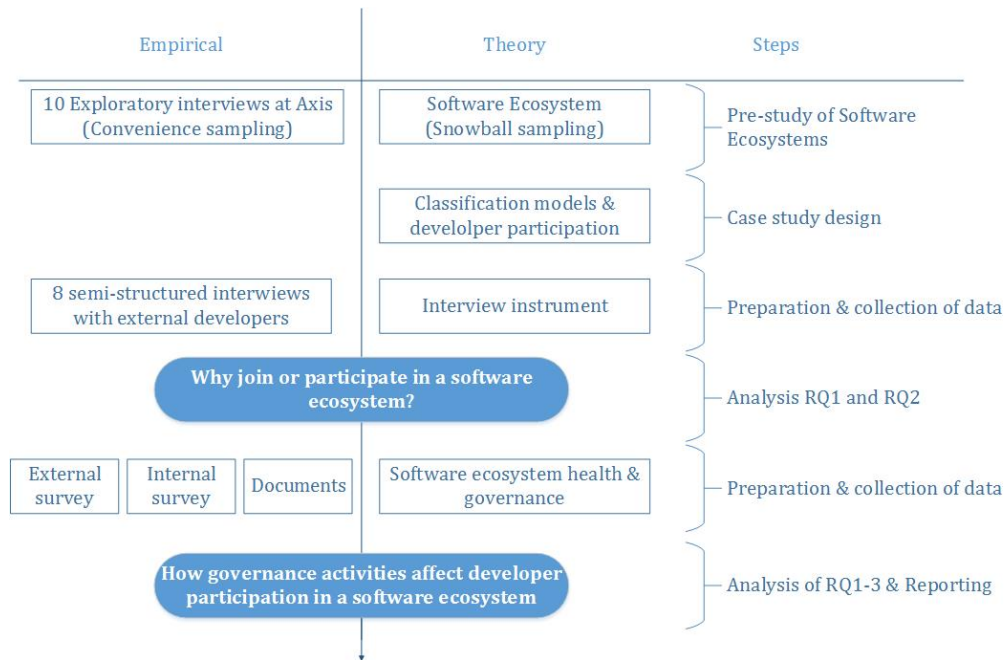 Empirical
Theory
Steps
10 Exploratory interviews at Axis
(Convenience sampling)
Software Ecosystem
(Snowball sampling)
Pre-study of Software
Ecosystems
Classification models &
develolper participation
Case study design
8 semi-structured interwiews
with external developers
Interview instrument
Preparation & collection of data
Why join or participate in a software
ecosystem?
Analysis RQ1 and RQ2
External
survey
Internal
survey
Documents
Software ecosystem health &
governance
Preparation & collection of data
How governance activities affect developer
participation in a software ecosystem
Analysis of RQ1-3 & Reporting